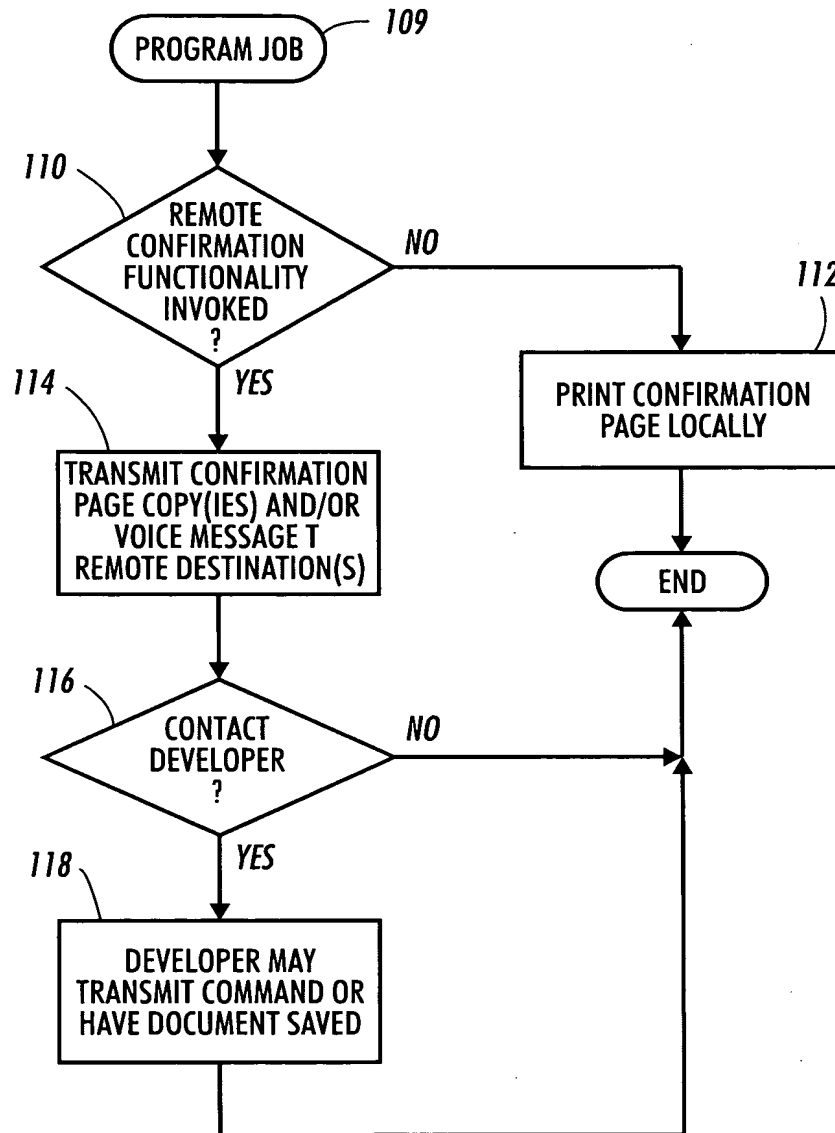 PROGRAM JOB
109
110
REMOTE
CONFIRMATION
FUNCTIONALITY
INVOKED
?
NO
YES
112
PRINT CONFIRMATION
PAGE LOCALLY
114
TRANSMIT CONFIRMATION
PAGE COPY(IES) AND/OR
VOICE MESSAGE T
REMOTE DESTINATION(S)
END
116
CONTACT
DEVELOPER
?
NO
YES
118
DEVELOPER MAY
TRANSMIT COMMAND OR
HAVE DOCUMENT SAVED